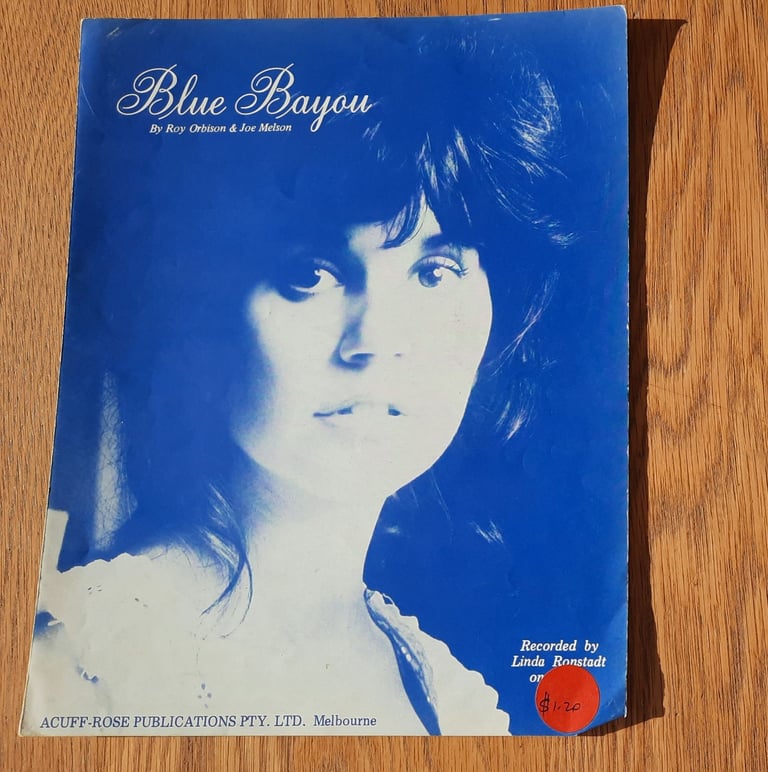 Blue Bayou
By Roy Orbison & Joe Melson
Recorded by
Linda Ronstadt
on
$1.20
ACUFF-ROSE PUBLICATIONS PTY. LTD. Melbourne